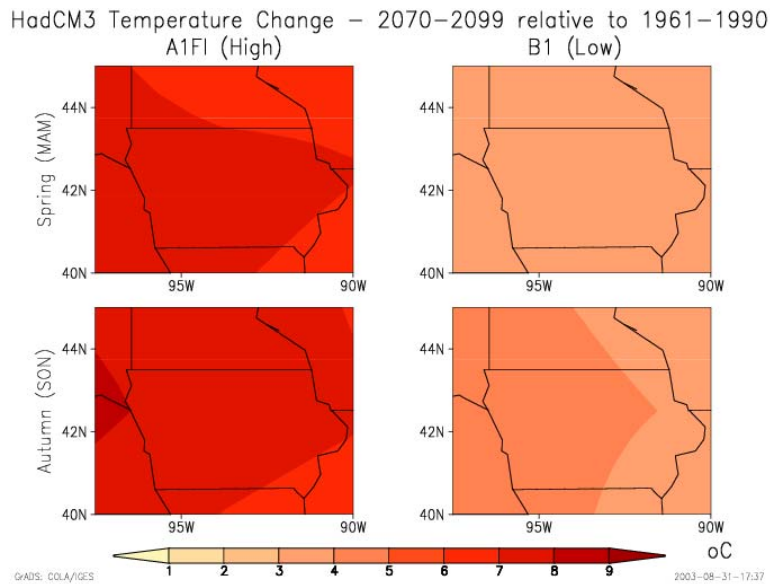 HadCM3 Temperature Change – 2070–2099 relative to 1961–1990
A1FI (High) B1 (Low)
Spring (MAM)
44N 44N
42N 42N
40N 40N
95W 90W 95W 90W
Autumn (SON)
44N 44N
42N 42N
40N 40N
95W 90W 95W 90W
1 2 3 4 5 6 7 8 9 oC
GrADS: COLA/IGES 2003-08-31-17:37